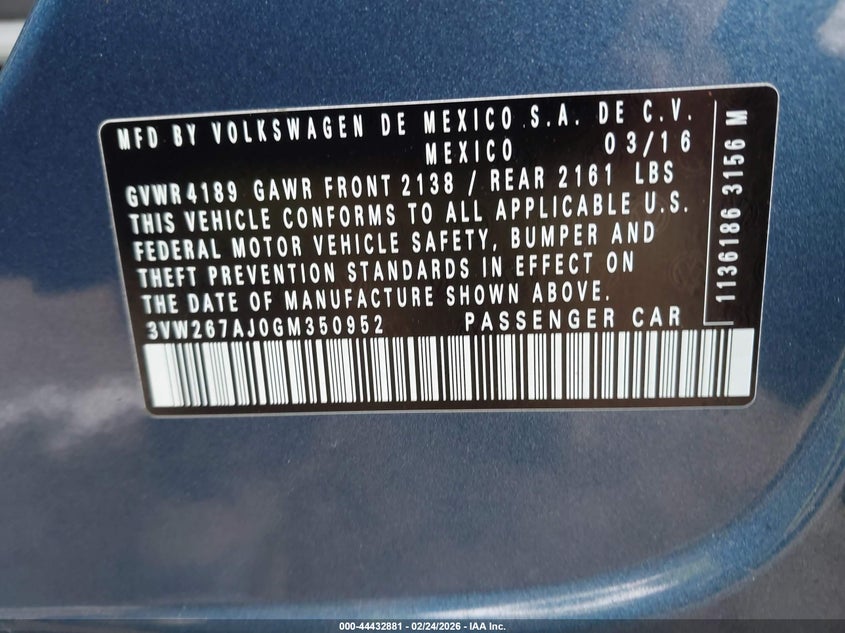 MFD BY VOLKSWAGEN DE MEXICO S.A. DE C.V.
MEXICO 03/16
GVWR 4189 GAWR FRONT 2138 / REAR 2161 LBS
THIS VEHICLE CONFORMS TO ALL APPLICABLE U.S.
FEDERAL MOTOR VEHICLE SAFETY, BUMPER AND
THEFT PREVENTION STANDARDS IN EFFECT ON
THE DATE OF MANUFACTURE SHOWN ABOVE.
3VW267AJ0GM350952 PASSENGER CAR
1136186 3156 M
000-44432881 - 02/24/2026 - IAA Inc.